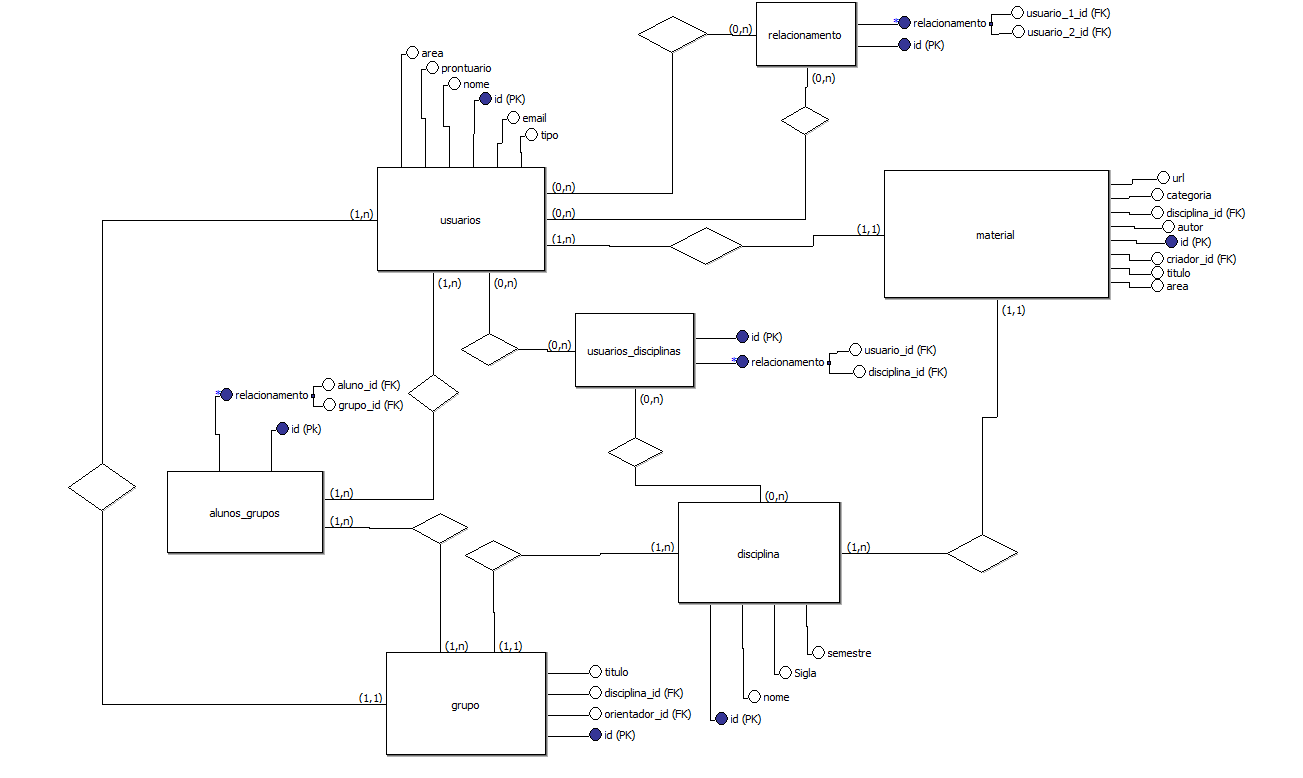 (0,n)
relacionamento
*
relacionamento
usuario_1_id (FK)
usuario_2_id (FK)
id (PK)
(0,n)
area
prontuario
nome
id (PK)
email
tipo
usuarios
(0,n)
(0,n)
(1,n)
(1,n)
(1,n)
(0,n)
(1,1)
material
url
categoria
disciplina_id (FK)
autor
id (PK)
criador_id (FK)
titulo
area
(1,1)
(0,n)
usuarios_disciplinas
id (PK)
*
relacionamento
usuario_id (FK)
disciplina_id (FK)
(0,n)
*
relacionamento
aluno_id (FK)
grupo_id (FK)
id (Pk)
alunos_grupos
(1,n)
(1,n)
(0,n)
(1,n)
disciplina
(1,n)
semestre
Sigla
nome
id (PK)
(1,n)
(1,1)
(1,1)
grupo
titulo
disciplina_id (FK)
orientador_id (FK)
id (PK)